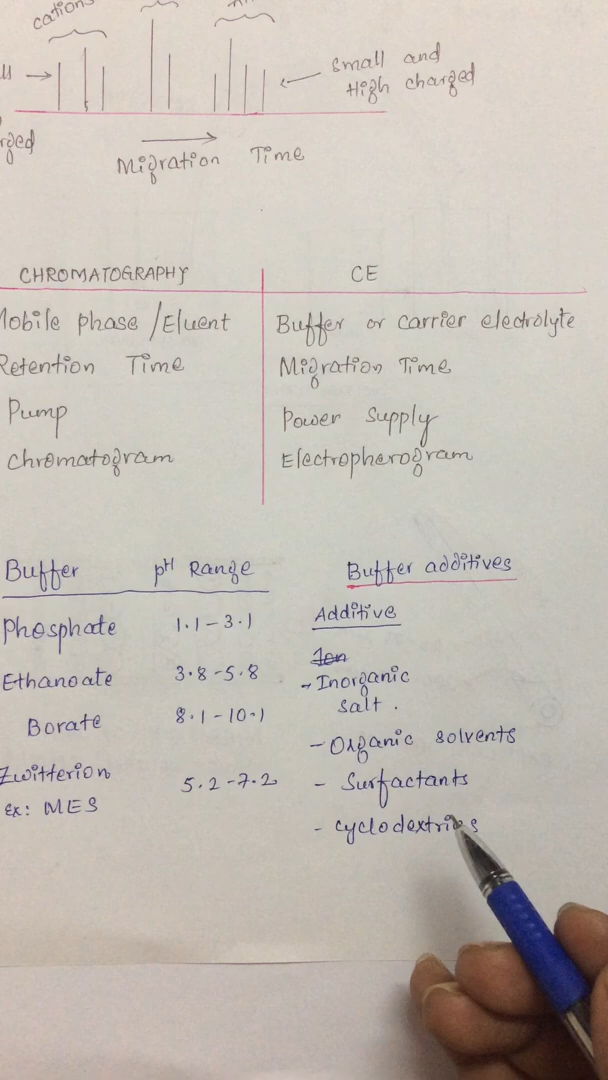 cations
Small and
High charged
Migration Time
CHROMATOGRAPHY CE
Mobile phase /Eluent Buffer or carrier electrolyte
Retention Time Migration Time
Pump Power Supply
Chromatogram Electropherogram
Buffer pH Range Buffer additives
Additive
Phosphate 1.1-3.1
Ion
Ethanoate 3.8-5.8 - Inorganic
Salt.
Borate 8.1-10.1
- Organic solvents
Zwitterion 5.2-7.2 - Surfactants
Ex: MES
- Cyclodextrins